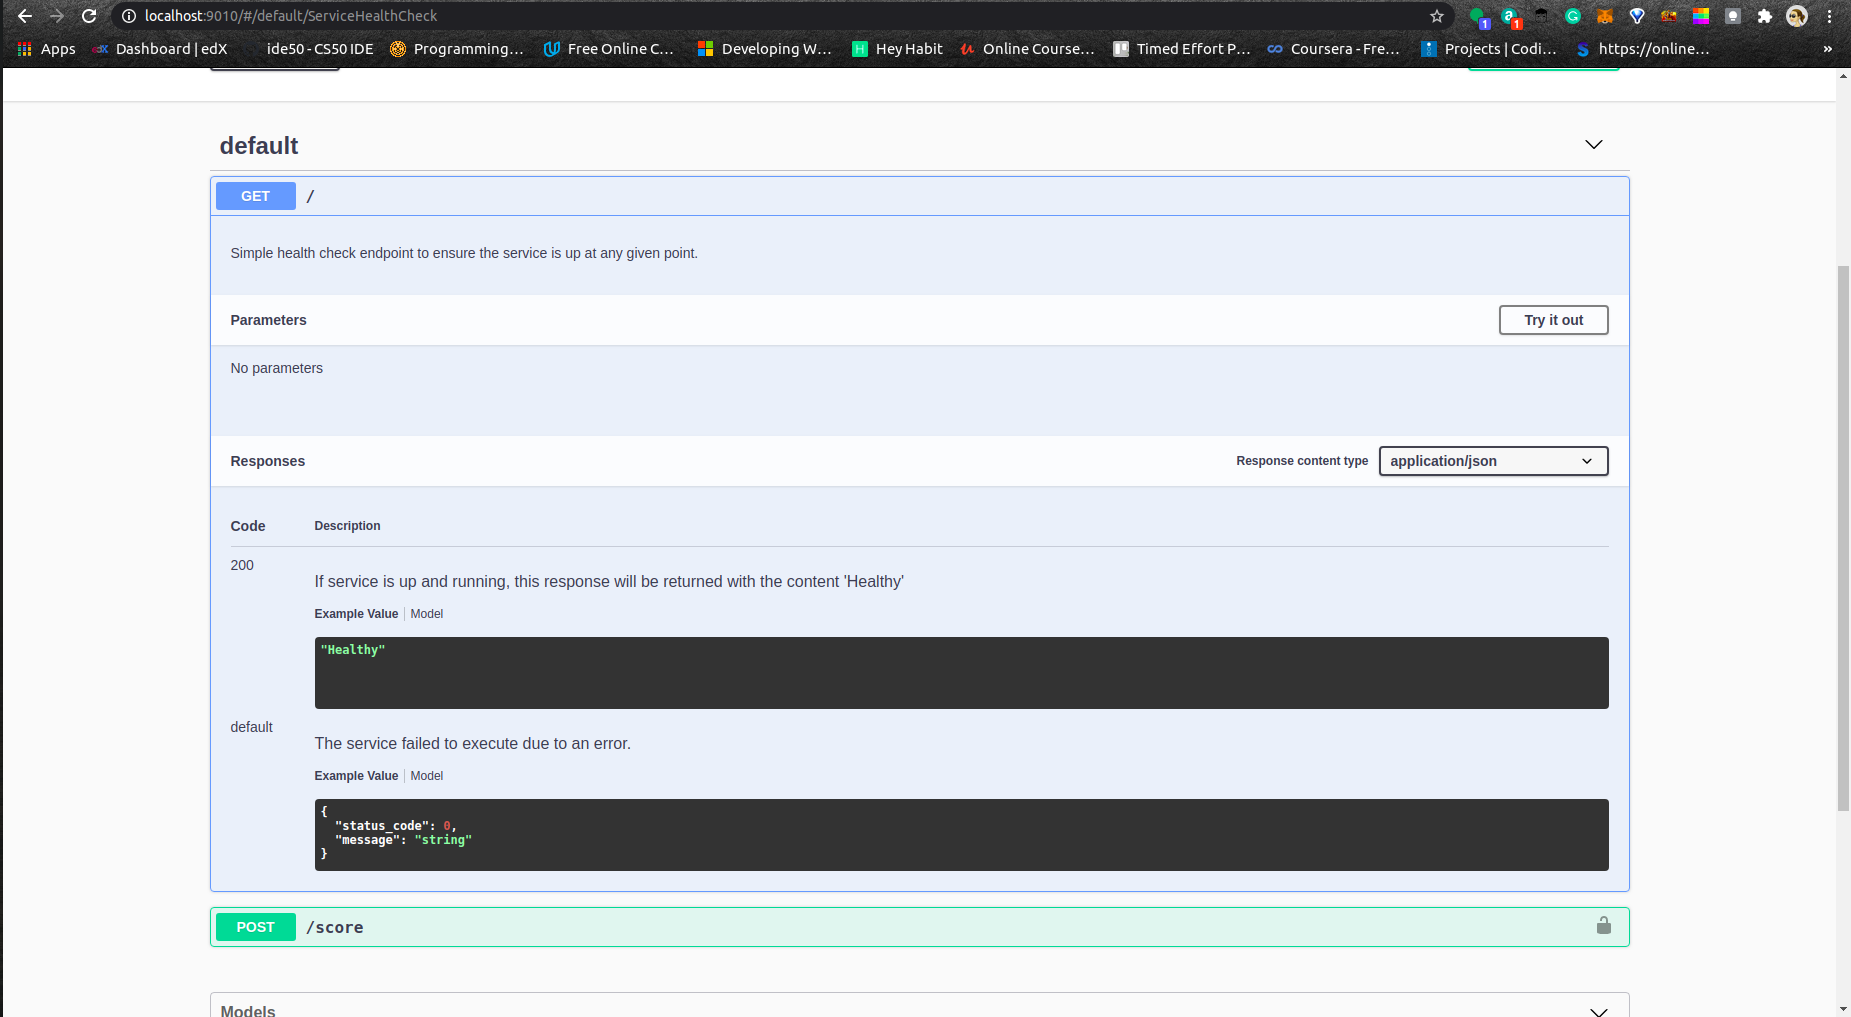 localhost:9010/#/default/ServiceHealthCheck
1
1
Apps
edX
Dashboard | edX
ide50 - CS50 IDE
Programming…
Free Online C…
Developing W…
H
Hey Habit
Online Course…
Timed Effort P…
Coursera - Fre…
Projects | Codi…
https://online…
»
default
GET
/
Simple health check endpoint to ensure the service is up at any given point.
Parameters
Try it out
No parameters
Responses
Response content type
application/json
Code
Description
200
If service is up and running, this response will be returned with the content 'Healthy'
Example Value
Model
"Healthy"
default
The service failed to execute due to an error.
Example Value
Model
{
"status_code": 0,
"message": "string"
}
POST
/score
Models